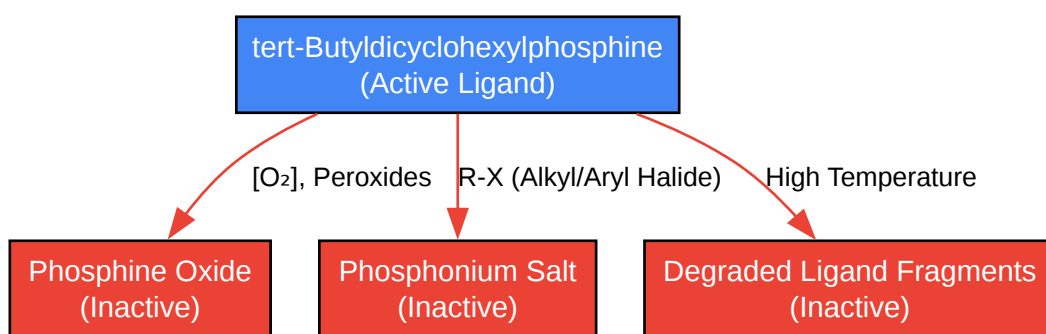 tert-Butyldicyclohexylphosphine
(Active Ligand)
[O₂], Peroxides
R-X (Alkyl/Aryl Halide)
High Temperature
Phosphine Oxide
(Inactive)
Phosphonium Salt
(Inactive)
Degraded Ligand Fragments
(Inactive)